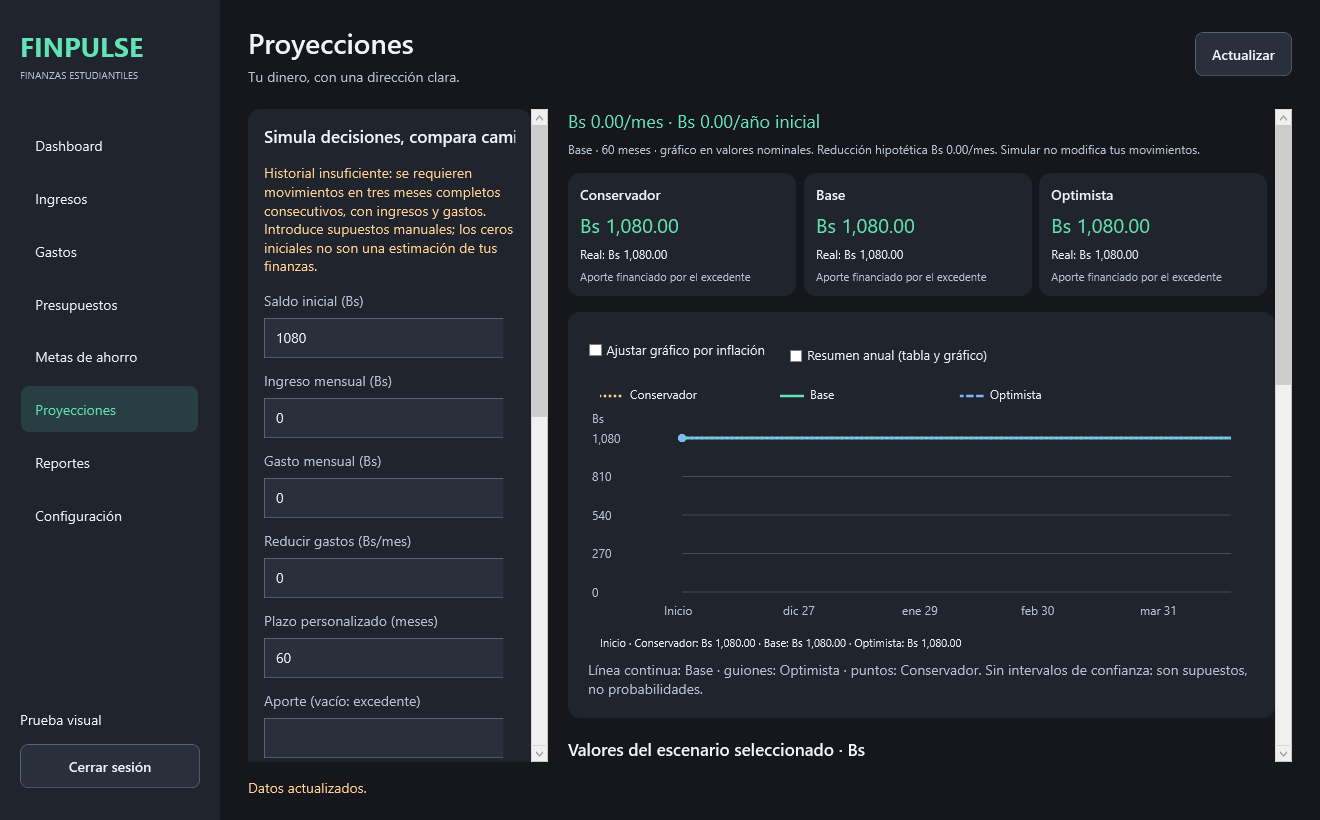 FINPULSE
FINANZAS ESTUDIANTILES
Dashboard
Ingresos
Gastos
Presupuestos
Metas de ahorro
Proyecciones
Reportes
Configuración
Prueba visual
Cerrar sesión
Proyecciones
Tu dinero, con una dirección clara.
Actualizar
Simula decisiones, compara cami
Historial insuficiente: se requieren
movimientos en tres meses completos
consecutivos, con ingresos y gastos.
Introduce supuestos manuales; los ceros
iniciales no son una estimación de tus
finanzas.
Saldo inicial (Bs)
1080
Ingreso mensual (Bs)
0
Gasto mensual (Bs)
0
Reducir gastos (Bs/mes)
0
Plazo personalizado (meses)
60
Aporte (vacío: excedente)
Datos actualizados.
Bs 0.00/mes · Bs 0.00/año inicial
Base · 60 meses · gráfico en valores nominales. Reducción hipotética Bs 0.00/mes. Simular no modifica tus movimientos.
Conservador
Bs 1,080.00
Real: Bs 1,080.00
Aporte financiado por el excedente
Base
Bs 1,080.00
Real: Bs 1,080.00
Aporte financiado por el excedente
Optimista
Bs 1,080.00
Real: Bs 1,080.00
Aporte financiado por el excedente
Ajustar gráfico por inflación
Resumen anual (tabla y gráfico)
Conservador
Base
Optimista
Bs
1,080
810
540
270
0
Inicio
dic 27
ene 29
feb 30
mar 31
Inicio · Conservador: Bs 1,080.00 · Base: Bs 1,080.00 · Optimista: Bs 1,080.00
Línea continua: Base · guiones: Optimista · puntos: Conservador. Sin intervalos de confianza: son supuestos,
no probabilidades.
Valores del escenario seleccionado · Bs